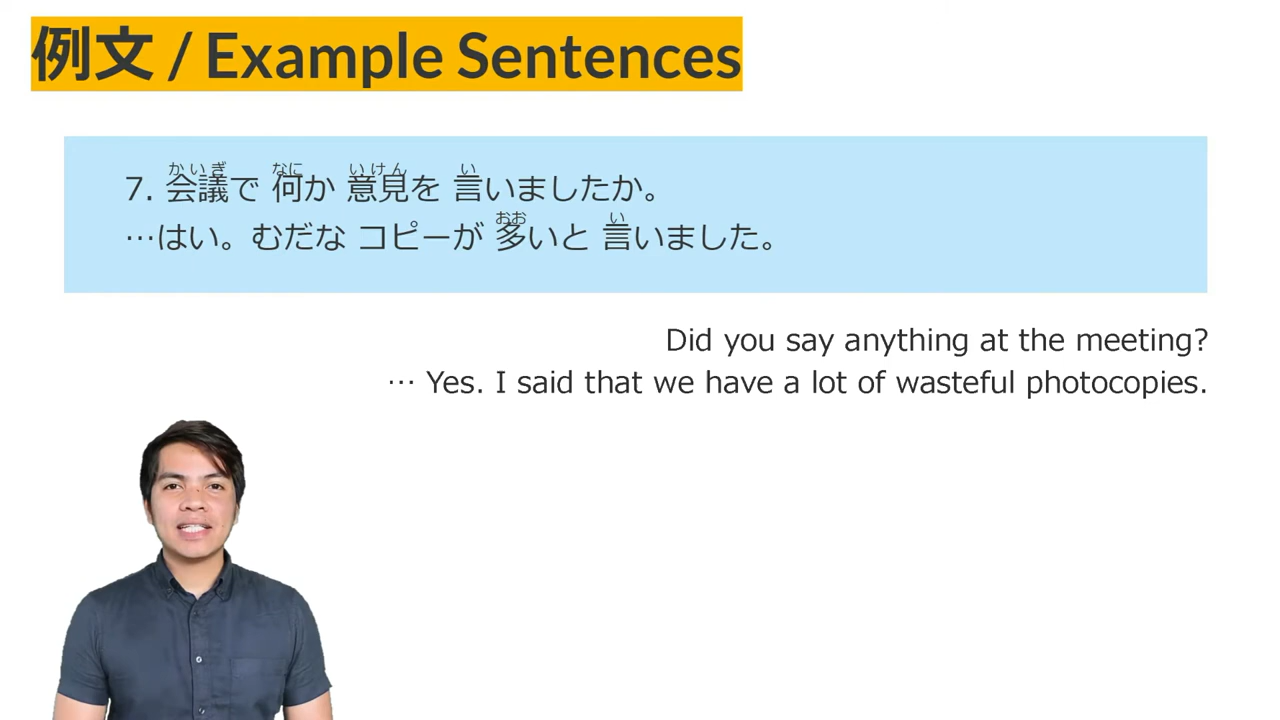 例文 / Example Sentences
かいぎ なに いけん い
7. 会議で 何か 意見を 言いましたか。
おお い
…はい。むだな コピーが 多いと 言いました。
Did you say anything at the meeting?
… Yes. I said that we have a lot of wasteful photocopies.